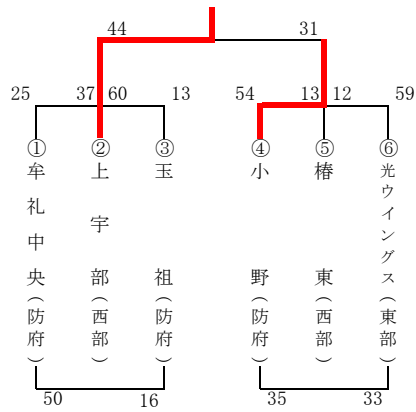 44 31
25 37 60 13 54 13 12 59
① ② ③ ④ ⑤ ⑥
牟礼中央(防府)
上宇部(西部)
玉祖(防府)
小野(防府)
椿東(西部)
光ウイングス(東部)
50 16 35 33